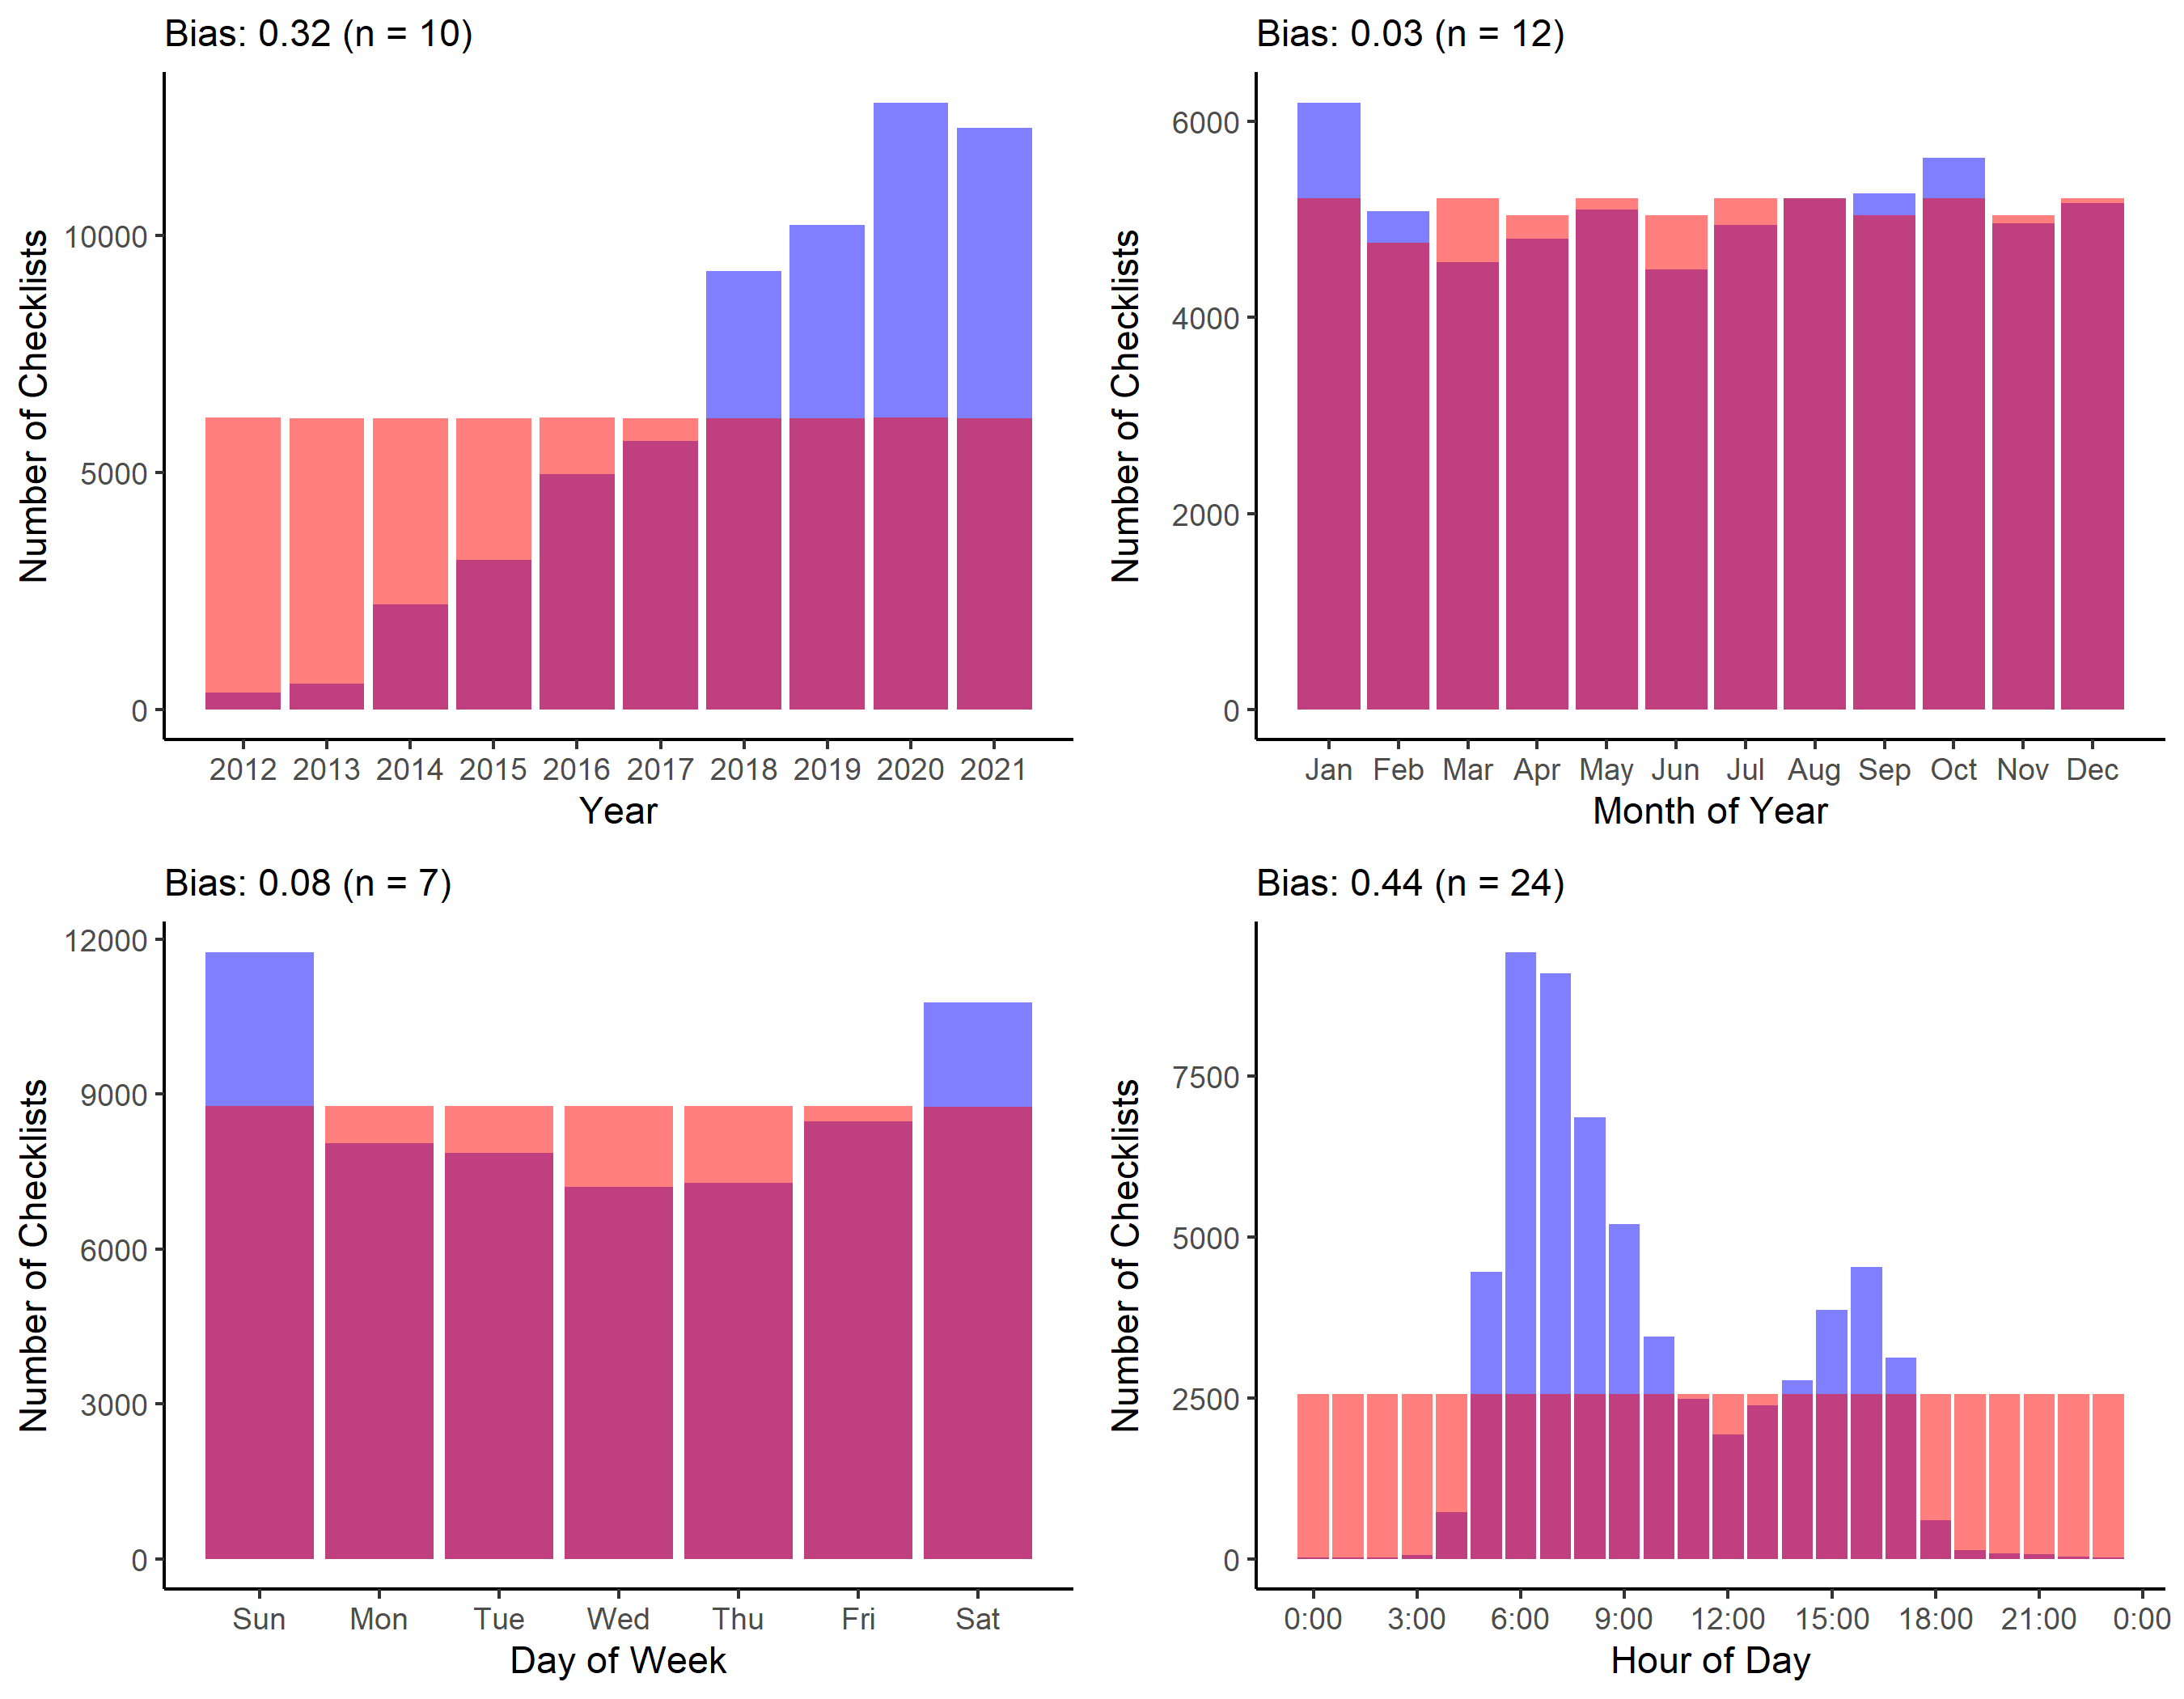 Bias: 0.32 (n = 10)
Number of Checklists
10000
5000
0
2012 2013 2014 2015 2016 2017 2018 2019 2020 2021
Year
Bias: 0.03 (n = 12)
Number of Checklists
6000
4000
2000
0
Jan Feb Mar Apr May Jun Jul Aug Sep Oct Nov Dec
Month of Year
Bias: 0.08 (n = 7)
Number of Checklists
12000
9000
6000
3000
0
Sun Mon Tue Wed Thu Fri Sat
Day of Week
Bias: 0.44 (n = 24)
Number of Checklists
7500
5000
2500
0
0:00 3:00 6:00 9:00 12:00 15:00 18:00 21:00 0:00
Hour of Day